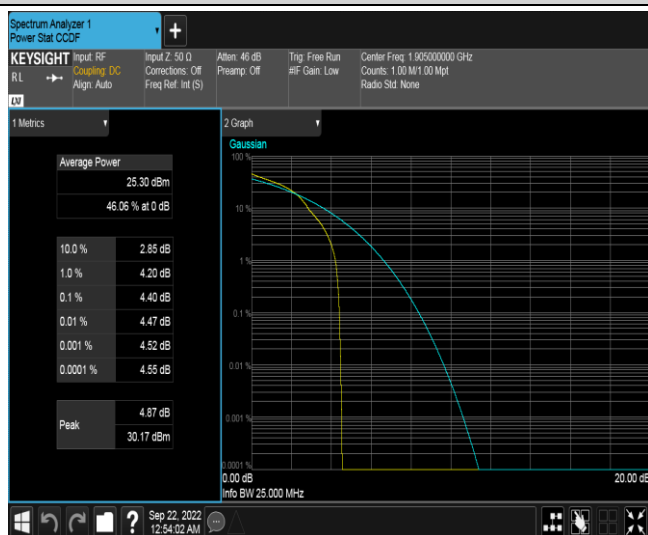 Spectrum Analyzer 1
Power Stat CCDF
+
KEYSIGHT
R L
LXI
Input: RF
Coupling: DC
Align: Auto
Input Z: 50 Ω
Corrections: Off
Freq Ref: Int (S)
Atten: 46 dB
Preamp: Off
Trig: Free Run
#IF Gain: Low
Center Freq: 1.905000000 GHz
Counts: 1.00 M/1.00 Mpt
Radio Std: None
1 Metrics
Average Power
25.30 dBm
46.06 % at 0 dB
10.0 % 2.85 dB
1.0 % 4.20 dB
0.1 % 4.40 dB
0.01 % 4.47 dB
0.001 % 4.52 dB
0.0001 % 4.55 dB
Peak
4.87 dB
30.17 dBm
2 Graph
Gaussian
100 %
10 %
1 %
0.1 %
0.01 %
0.001 %
0.0001 %
0.00 dB 20.00 dB
Info BW 25.000 MHz
?
Sep 22, 2022
12:54:02 AM